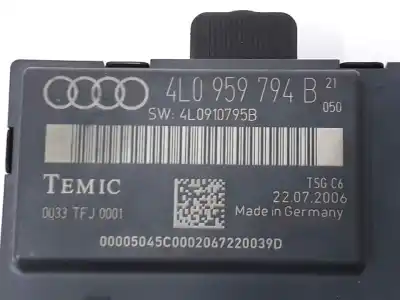 4L0 959 794 B 21
050
SW: 4L0910795B
TEMIC
TSG C6
22.07.2006
0Q33 TFJ 0001
Made in Germany
00005045C0002067220039D